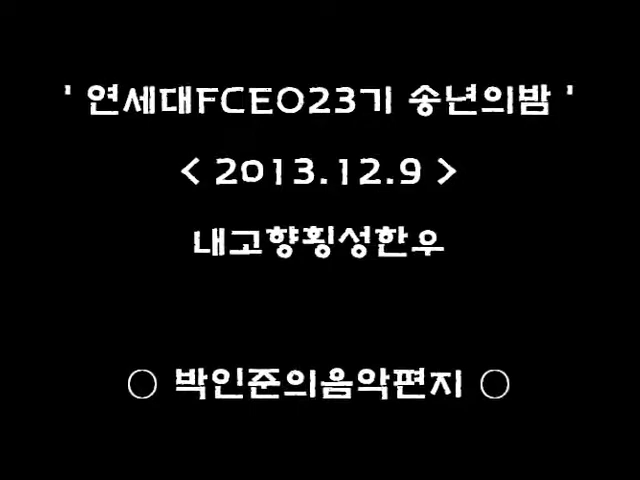 ' 연세대FCEO23기 송년의밤 '
< 2013.12.9 >
내고향횡성한우
○ 박인준의음악편지 ○